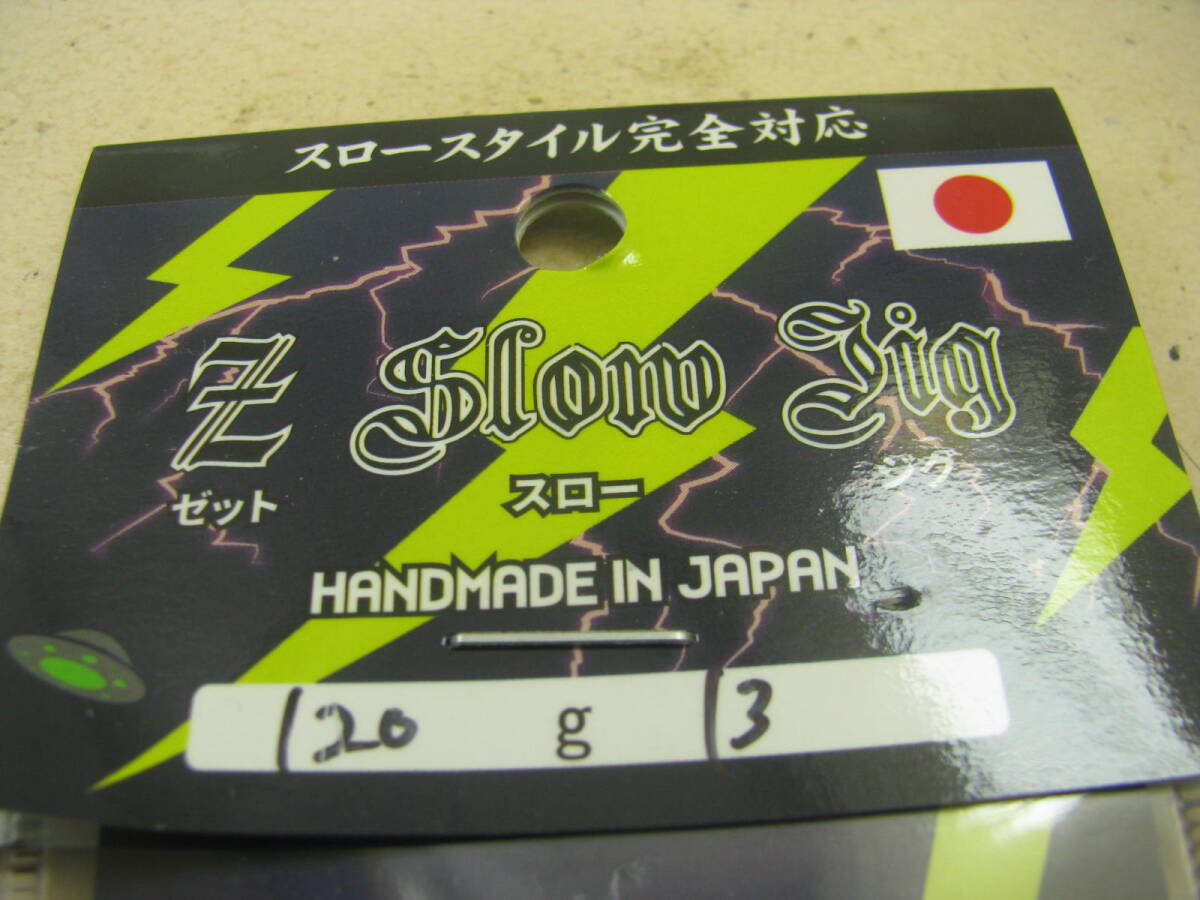 スロースタイル完全対応
Z Slow Jig
ゼット スロー ジグ
HANDMADE IN JAPAN
120 g 13